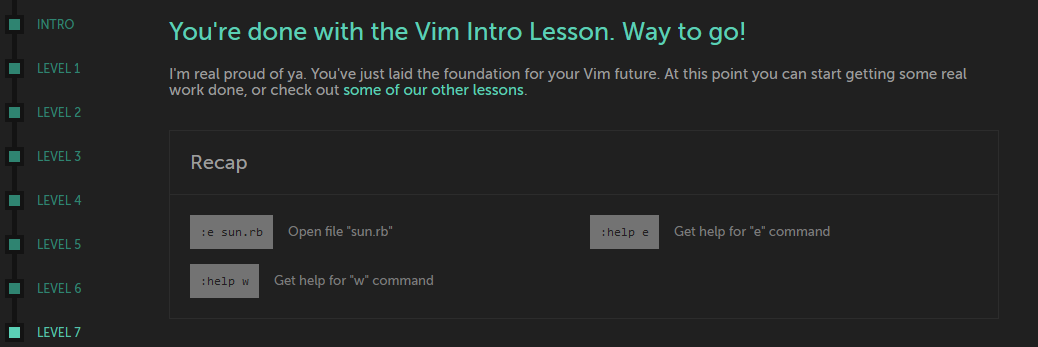 INTRO
LEVEL 1
LEVEL 2
LEVEL 3
LEVEL 4
LEVEL 5
LEVEL 6
LEVEL 7
You're done with the Vim Intro Lesson. Way to go!
I'm real proud of ya. You've just laid the foundation for your Vim future. At this point you can start getting some real
work done, or check out some of our other lessons.
Recap
:e sun.rb Open file "sun.rb"
:help e Get help for "e" command
:help w Get help for "w" command